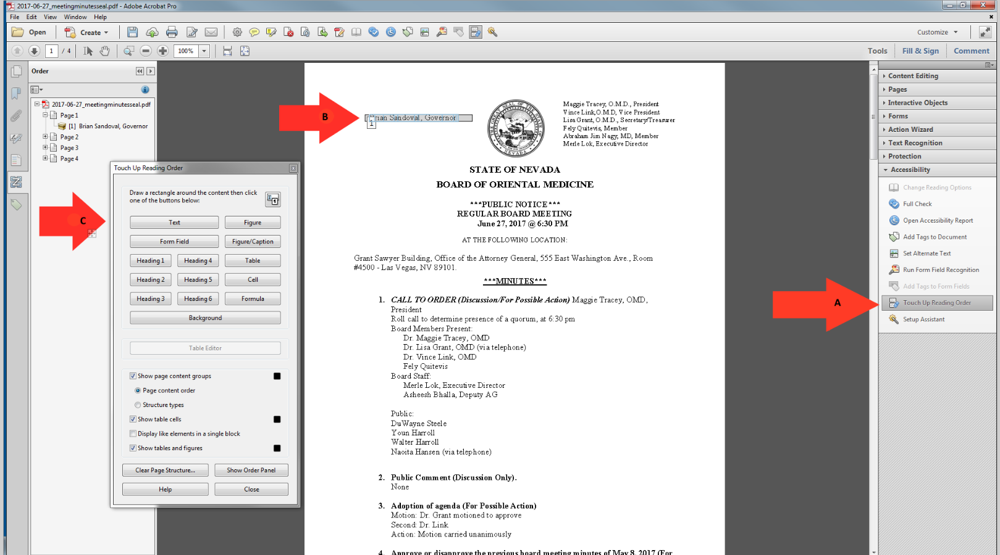 2017-06-27_meetingminutesseal.pdf - Adobe Acrobat Pro
File Edit View Window Help
Open Create Customize
1 / 4 100% Tools Fill & Sign Comment
Order
2017-06-27_meetingminutesseal.pdf
Page 1
[1] Brian Sandoval, Governor
Page 2
Page 3
Page 4
Touch Up Reading Order
Draw a rectangle around the content then click
one of the buttons below:
Text Figure
Form Field Figure/Caption
Heading 1 Heading 4 Table
Heading 2 Heading 5 Cell
Heading 3 Heading 6 Formula
Background
Table Editor
Show page content groups
Page content order
Structure types
Show table cells
Display like elements in a single block
Show tables and figures
Clear Page Structure... Show Order Panel
Help Close
C
B
Brian Sandoval, Governor
1
THE GREAT SEAL OF THE STATE OF NEVADA
Maggie Tracey, O.M.D., President
Vince Link,O.M.D, Vice President
Lisa Grant, O.M.D., Secretary/Treasurer
Fely Quitevis, Member
Abraham Jim Nagy, MD, Member
Merle Lok, Executive Director
STATE OF NEVADA
BOARD OF ORIENTAL MEDICINE
***PUBLIC NOTICE***
REGULAR BOARD MEETING
June 27, 2017 @ 6:30 PM
AT THE FOLLOWING LOCATION:
Grant Sawyer Building, Office of the Attorney General, 555 East Washington Ave., Room
#4500 - Las Vegas, NV 89101.
***MINUTES***
1. CALL TO ORDER (Discussion/For Possible Action) Maggie Tracey, OMD,
President
Roll call to determine presence of a quorum, at 6:30 pm
Board Members Present:
Dr. Maggie Tracey, OMD
Dr. Lisa Grant, OMD (via telephone)
Dr. Vince Link, OMD
Fely Quitevis
Board Staff:
Merle Lok, Executive Director
Asheesh Bhalla, Deputy AG
Public:
DuWayne Steele
Youn Harroll
Walter Harroll
Naoita Hansen (via telephone)
2. Public Comment (Discussion Only).
None
3. Adoption of agenda (For Possible Action)
Motion: Dr. Grant motioned to approve
Second: Dr. Link
Action: Motion carried unanimously
4. Approve or disapprove the previous board meeting minutes of May 8, 2017 (For
A
Content Editing
Pages
Interactive Objects
Forms
Action Wizard
Text Recognition
Protection
Accessibility
Change Reading Options
Full Check
Open Accessibility Report
Add Tags to Document
Set Alternate Text
Run Form Field Recognition
Add Tags to Form Fields
Touch Up Reading Order
Setup Assistant